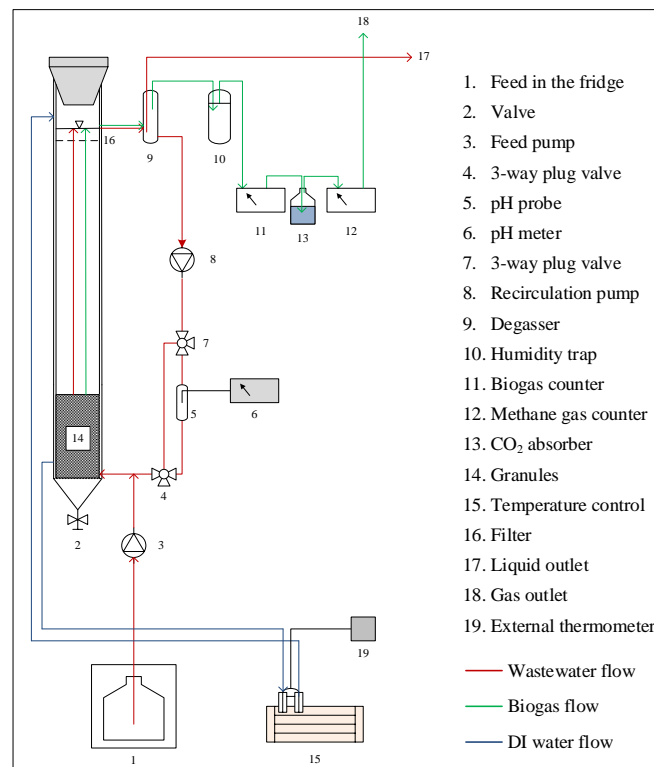 18
17
16
9
10
11
13
12
8
7
5
6
14
4
2
3
19
1
15
1. Feed in the fridge
2. Valve
3. Feed pump
4. 3-way plug valve
5. pH probe
6. pH meter
7. 3-way plug valve
8. Recirculation pump
9. Degasser
10. Humidity trap
11. Biogas counter
12. Methane gas counter
13. CO₂ absorber
14. Granules
15. Temperature control
16. Filter
17. Liquid outlet
18. Gas outlet
19. External thermometer
Wastewater flow
Biogas flow
DI water flow